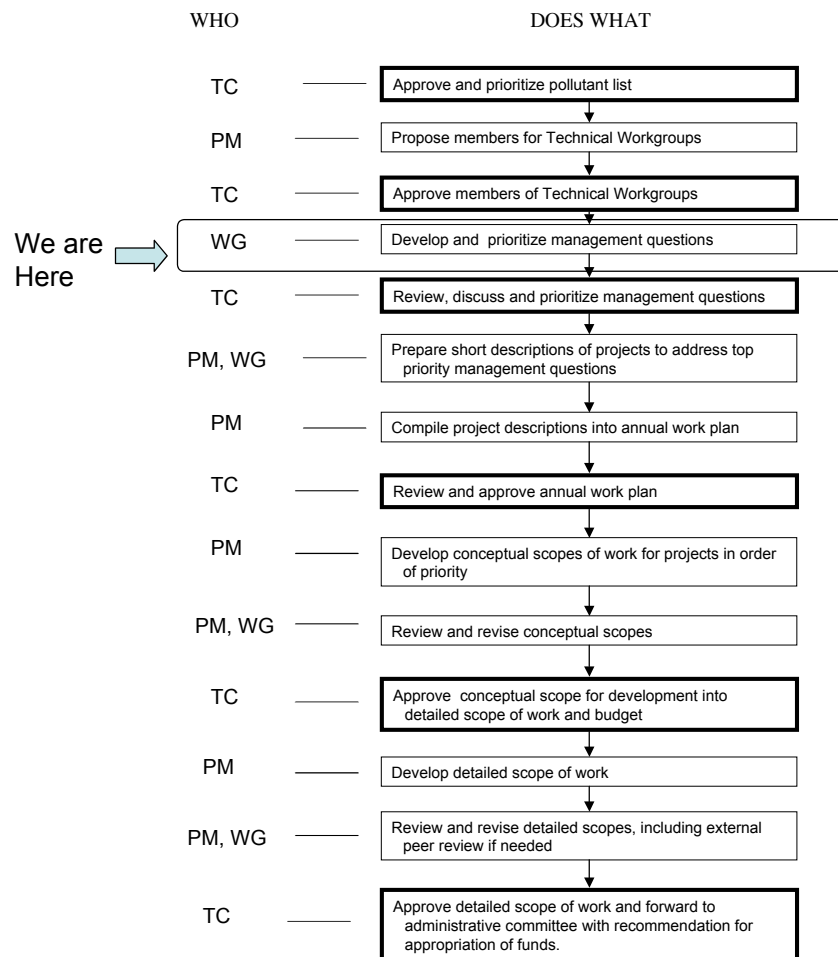 WHO DOES WHAT
TC Approve and prioritize pollutant list
PM Propose members for Technical Workgroups
TC Approve members of Technical Workgroups
We are
Here
WG Develop and prioritize management questions
TC Review, discuss and prioritize management questions
PM, WG Prepare short descriptions of projects to address top
priority management questions
PM Compile project descriptions into annual work plan
TC Review and approve annual work plan
PM Develop conceptual scopes of work for projects in order
of priority
PM, WG Review and revise conceptual scopes
TC Approve conceptual scope for development into
detailed scope of work and budget
PM Develop detailed scope of work
PM, WG Review and revise detailed scopes, including external
peer review if needed
TC Approve detailed scope of work and forward to
administrative committee with recommendation for
appropriation of funds.